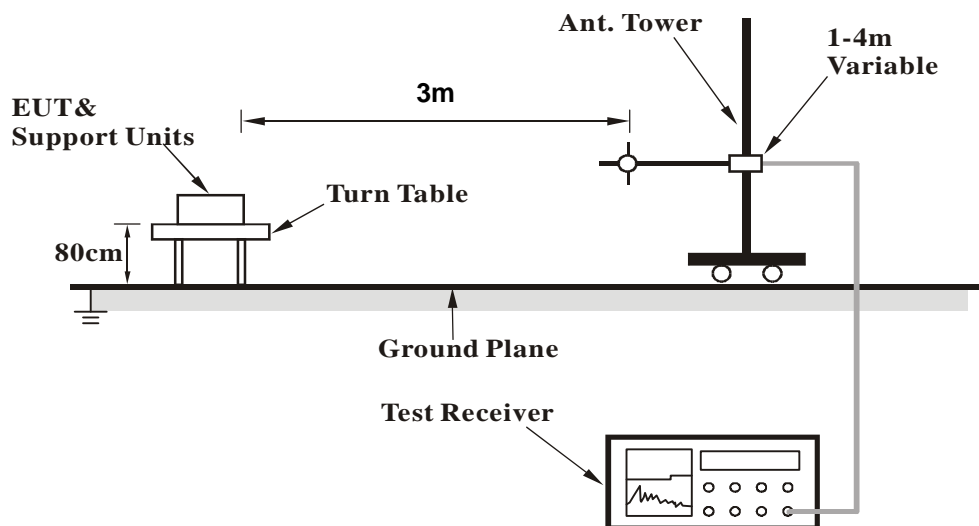 Ant. Tower
1-4m
Variable
3m
EUT&
Support Units
Turn Table
80cm
Ground Plane
Test Receiver